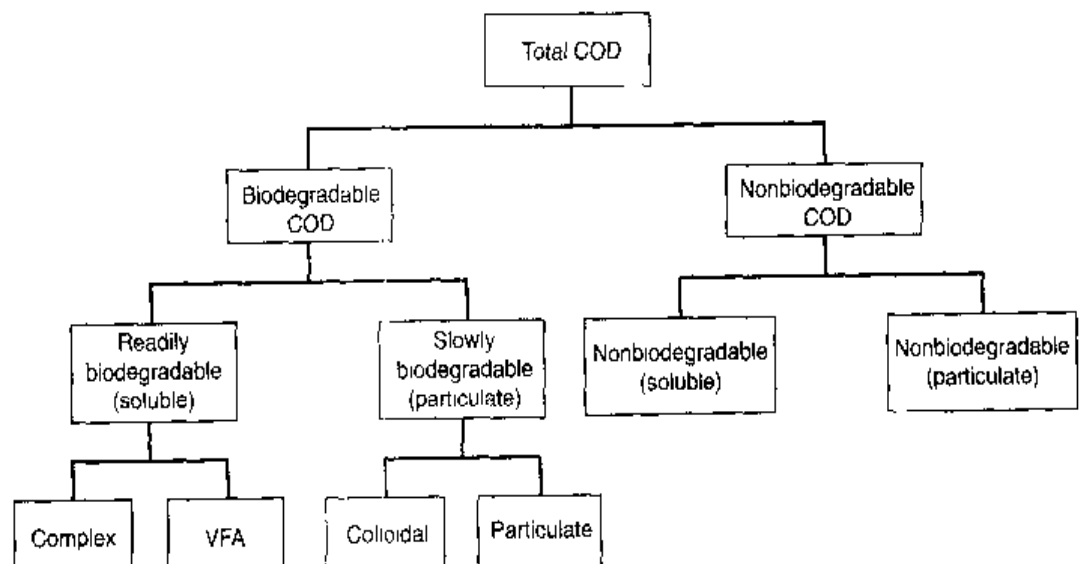 Total COD
Biodegradable
COD
Nonbiodegradable
COD
Readily
biodegradable
(soluble)
Slowly
biodegradable
(particulate)
Nonbiodegradable
(soluble)
Nonbiodegradable
(particulate)
Complex
VFA
Colloidal
Particulate